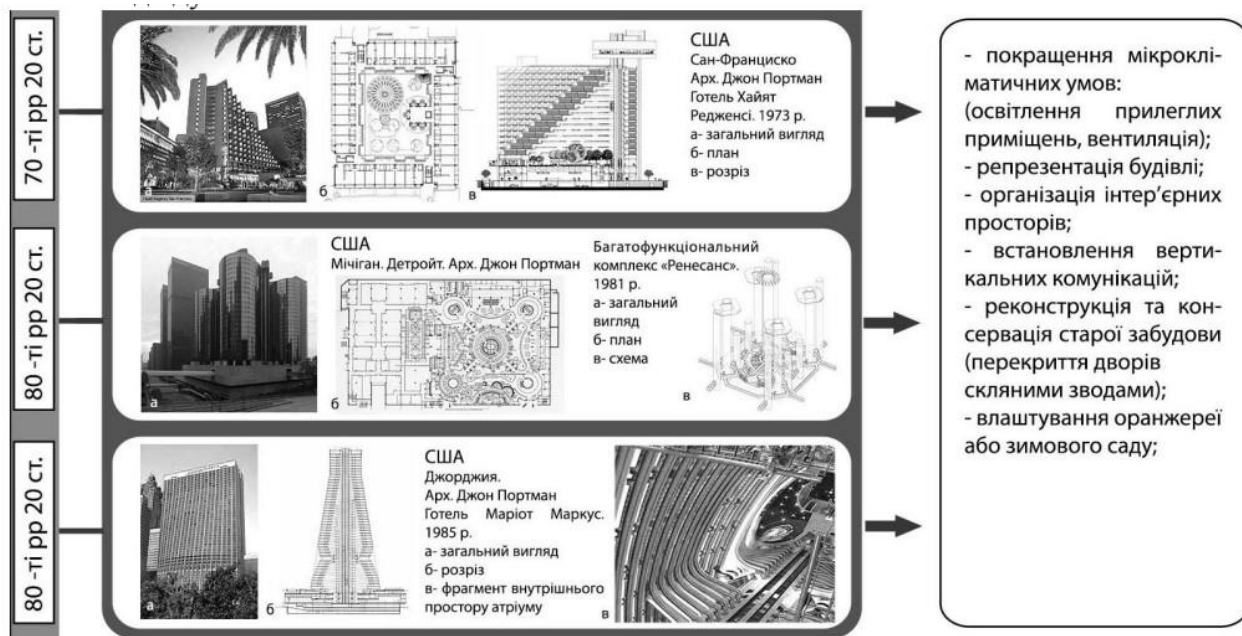 70 -ті рр 20 ст.
США
Сан-Франциско
Арх. Джон Портман
Готель Хайят
Редженсі. 1973 р.
а- загальний вигляд
б- план
в- розріз
а
б
в
80 -ті рр 20 ст.
США
Мічіган. Детройт. Арх. Джон Портман
Багатофункціональний
комплекс «Ренесанс».
1981 р.
а- загальний
вигляд
б- план
в- схема
а
б
в
80 -ті рр 20 ст.
США
Джорджия.
Арх. Джон Портман
Готель Маріот Маркус.
1985 р.
а- загальний вигляд
б- розріз
в- фрагмент внутрішнього
простору атріуму
а
б
в
- покращення мікроклі-
матичних умов:
(освітлення прилеглих
приміщень, вентиляція);
- репрезентація будівлі;
- організація інтер’єрних
просторів;
- встановлення верти-
кальних комунікацій;
- реконструкція та кон-
сервація старої забудови
(перекриття дворів
скляними зводами);
- влаштування оранжереї
або зимового саду;